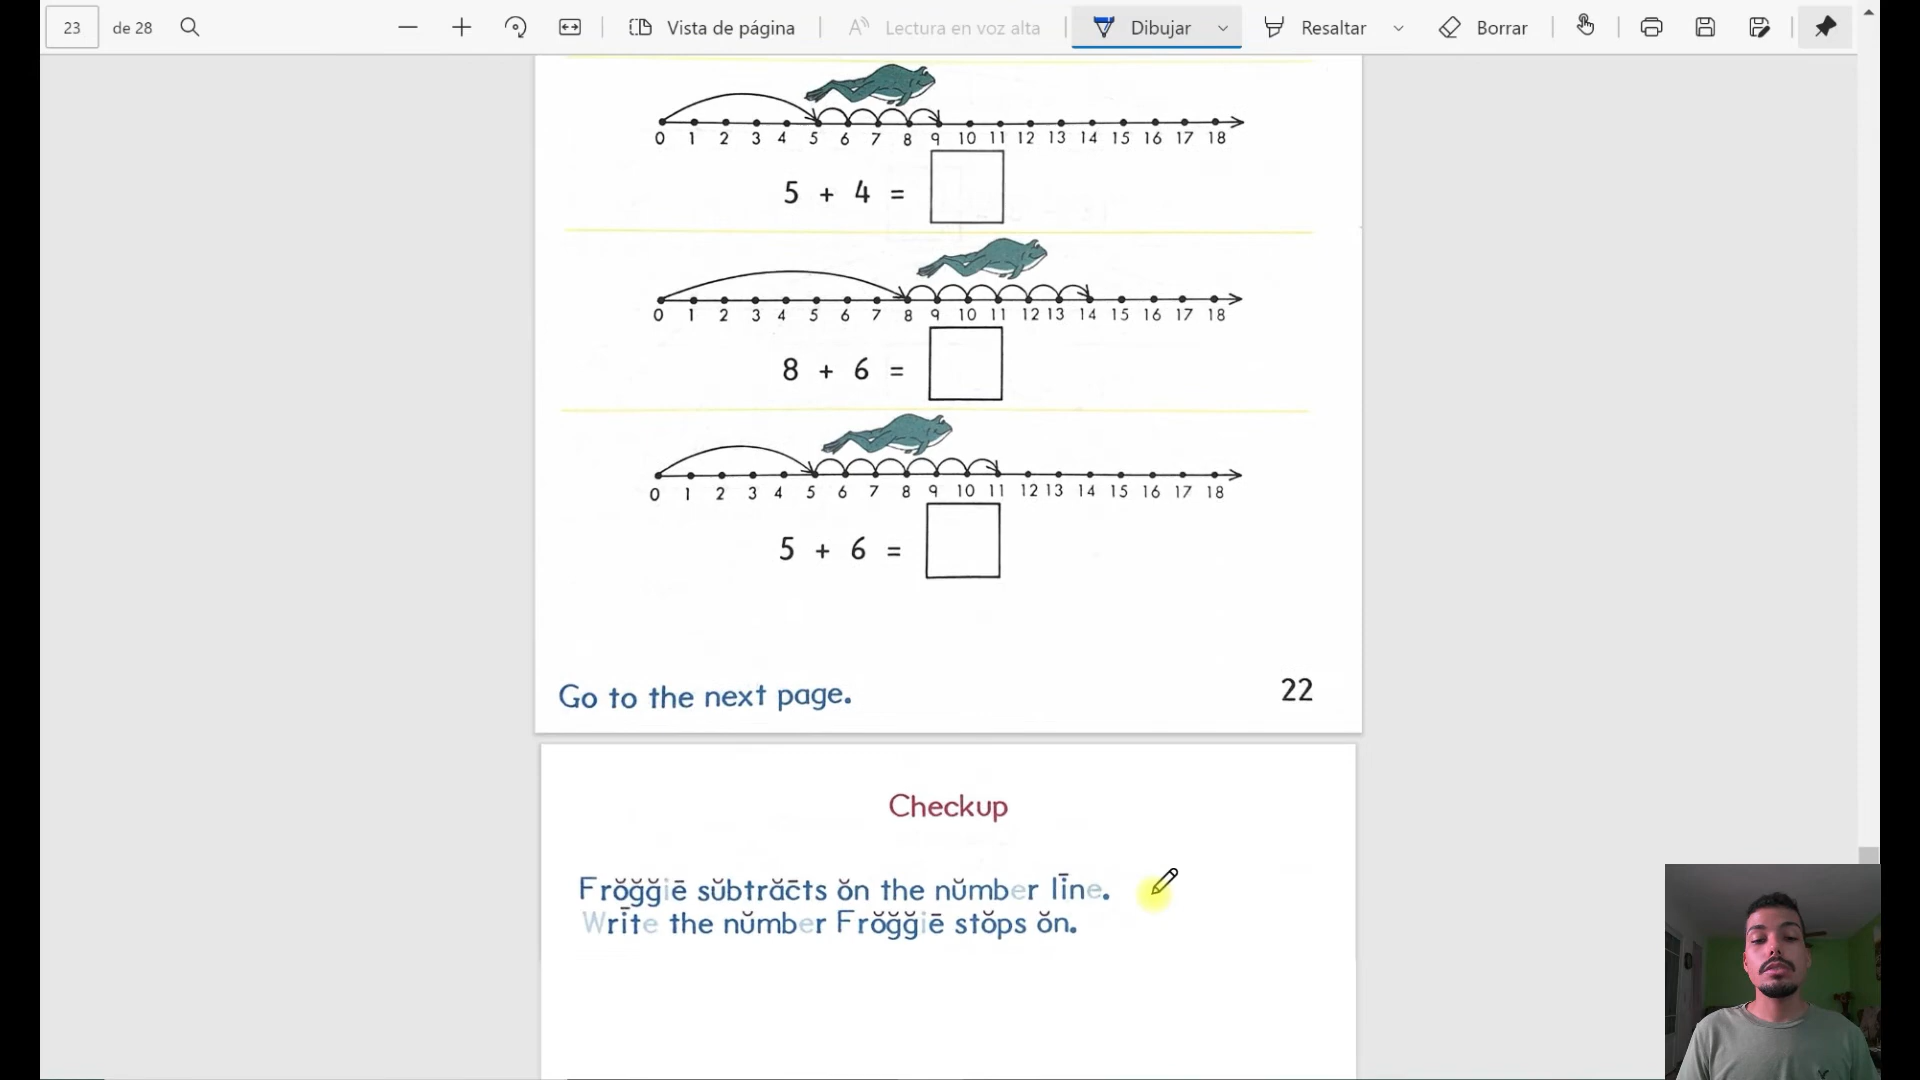 23 de 28 Vista de página Lectura en voz alta Dibujar Resaltar Borrar
0 1 2 3 4 5 6 7 8 9 10 11 12 13 14 15 16 17 18
5 + 4 =
0 1 2 3 4 5 6 7 8 9 10 11 12 13 14 15 16 17 18
8 + 6 =
0 1 2 3 4 5 6 7 8 9 10 11 12 13 14 15 16 17 18
5 + 6 =
Go to the next page. 22
Checkup
Frŏğğiē sŭbtrăc̄ts ŏn the nŭmber līne.
Wrīte the nŭmber Frŏğğiē stŏps ŏn.